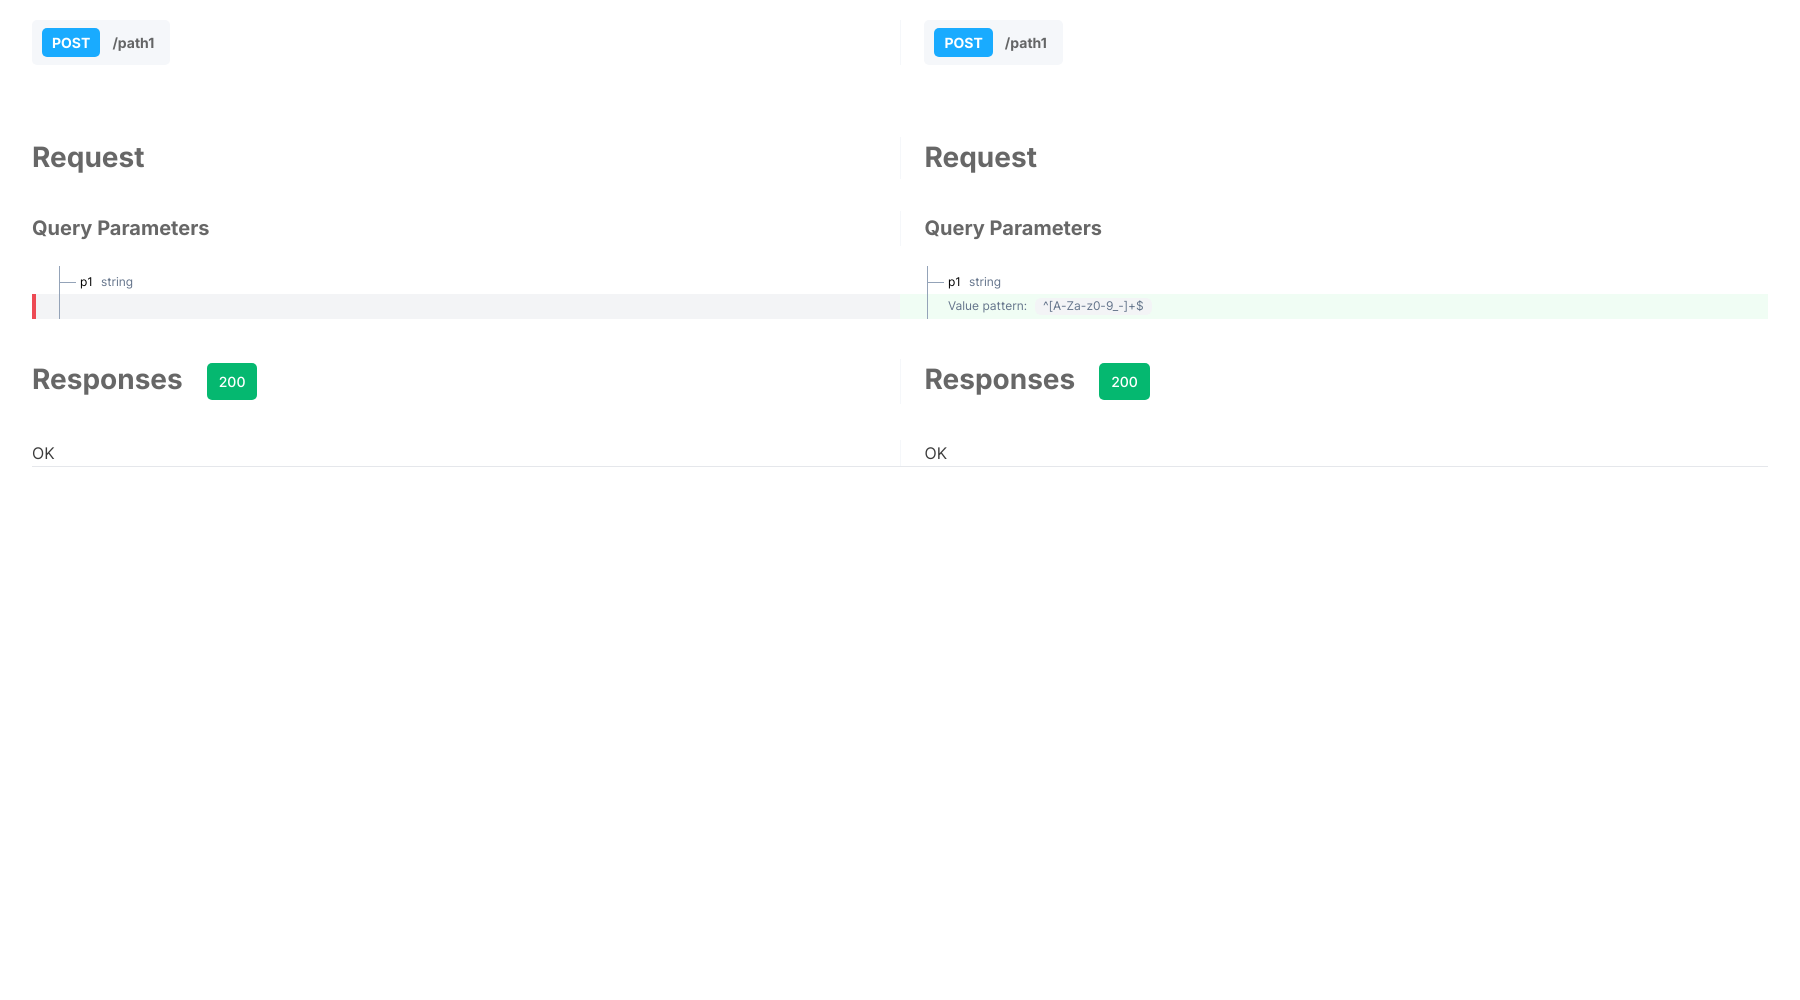 POST /path1
POST /path1
Request
Request
Query Parameters
Query Parameters
p1 string
p1 string
Value pattern: ^[A-Za-z0-9_-]+$
Responses 200
Responses 200
OK
OK